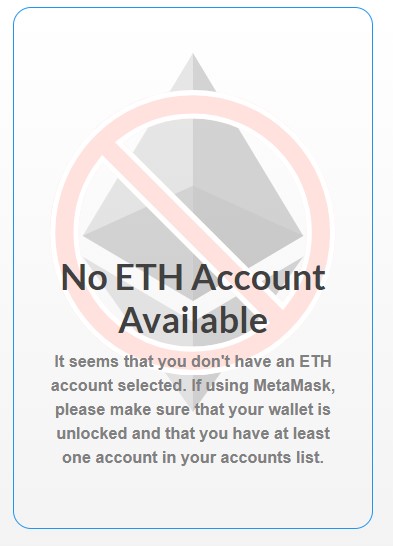 No ETH Account
Available
It seems that you don't have an ETH
account selected. If using MetaMask,
please make sure that your wallet is
unlocked and that you have at least
one account in your accounts list.